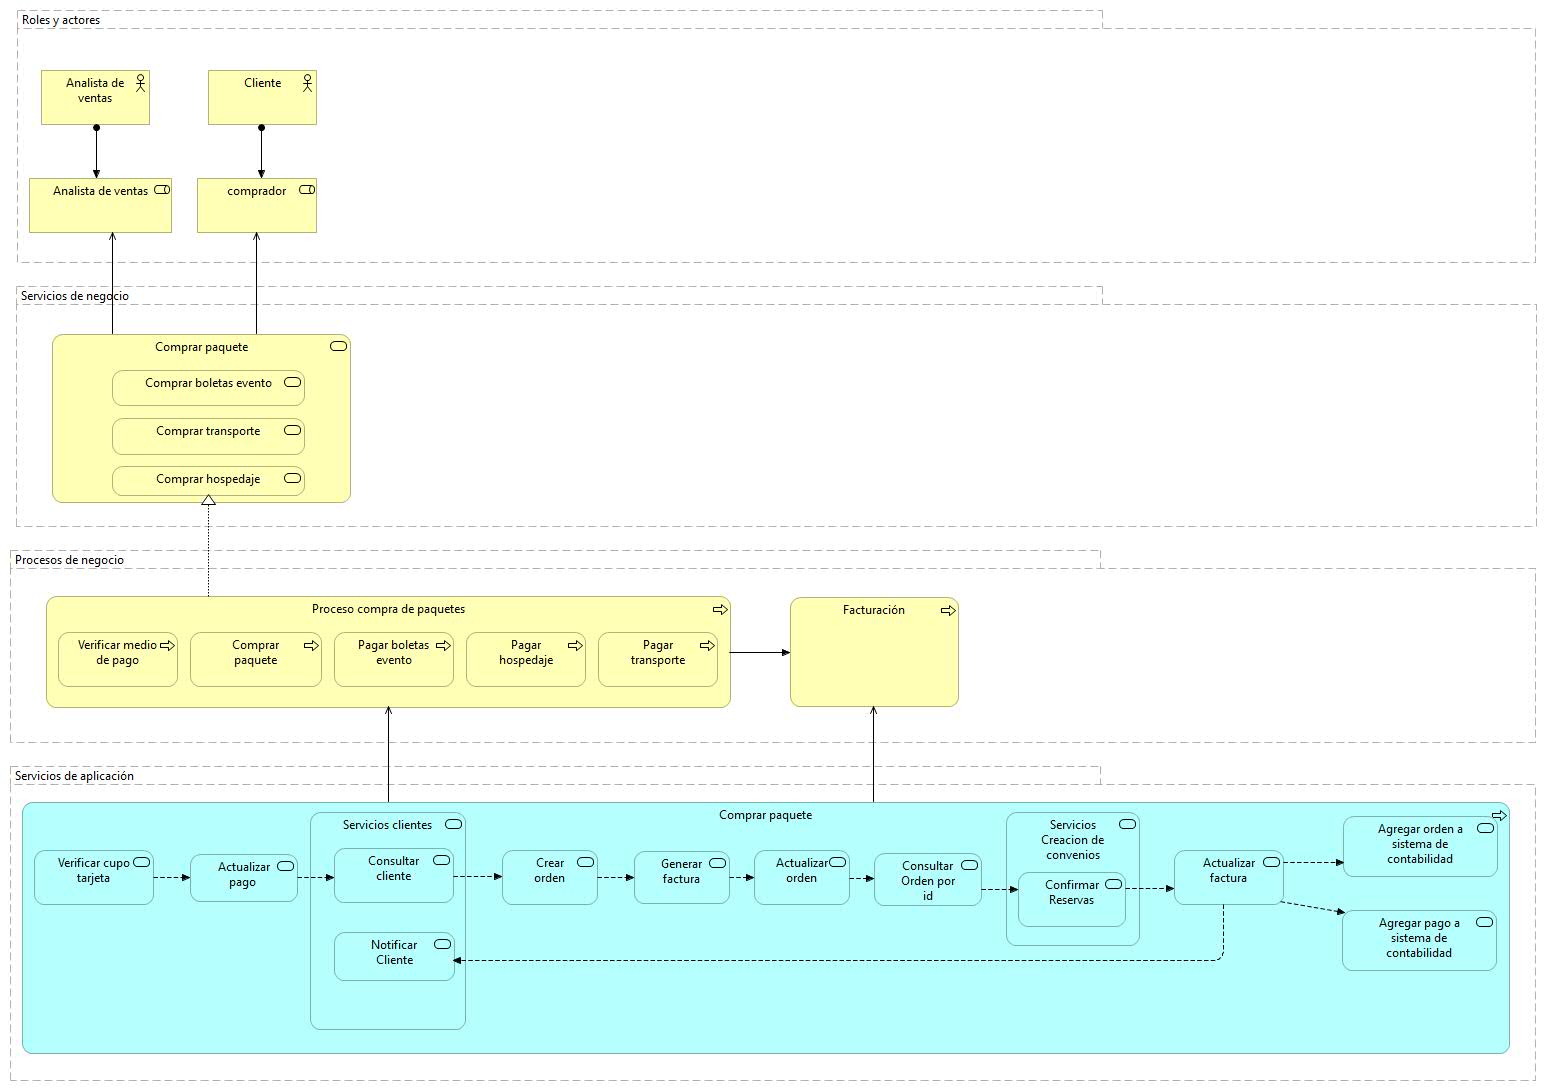 Roles y actores
Analista de
ventas
Cliente
Analista de ventas
comprador
Servicios de negocio
Comprar paquete
Comprar boletas evento
Comprar transporte
Comprar hospedaje
Procesos de negocio
Proceso compra de paquetes
Verificar medio
de pago
Comprar
paquete
Pagar boletas
evento
Pagar
hospedaje
Pagar
transporte
Facturación
Servicios de aplicación
Comprar paquete
Verificar cupo
tarjeta
Actualizar
pago
Servicios clientes
Consultar
cliente
Notificar
Cliente
Crear
orden
Generar
factura
Actualizar
orden
Consultar
Orden por
id
Servicios
Creacion de
convenios
Confirmar
Reservas
Actualizar
factura
Agregar orden a
sistema de
contabilidad
Agregar pago a
sistema de
contabilidad